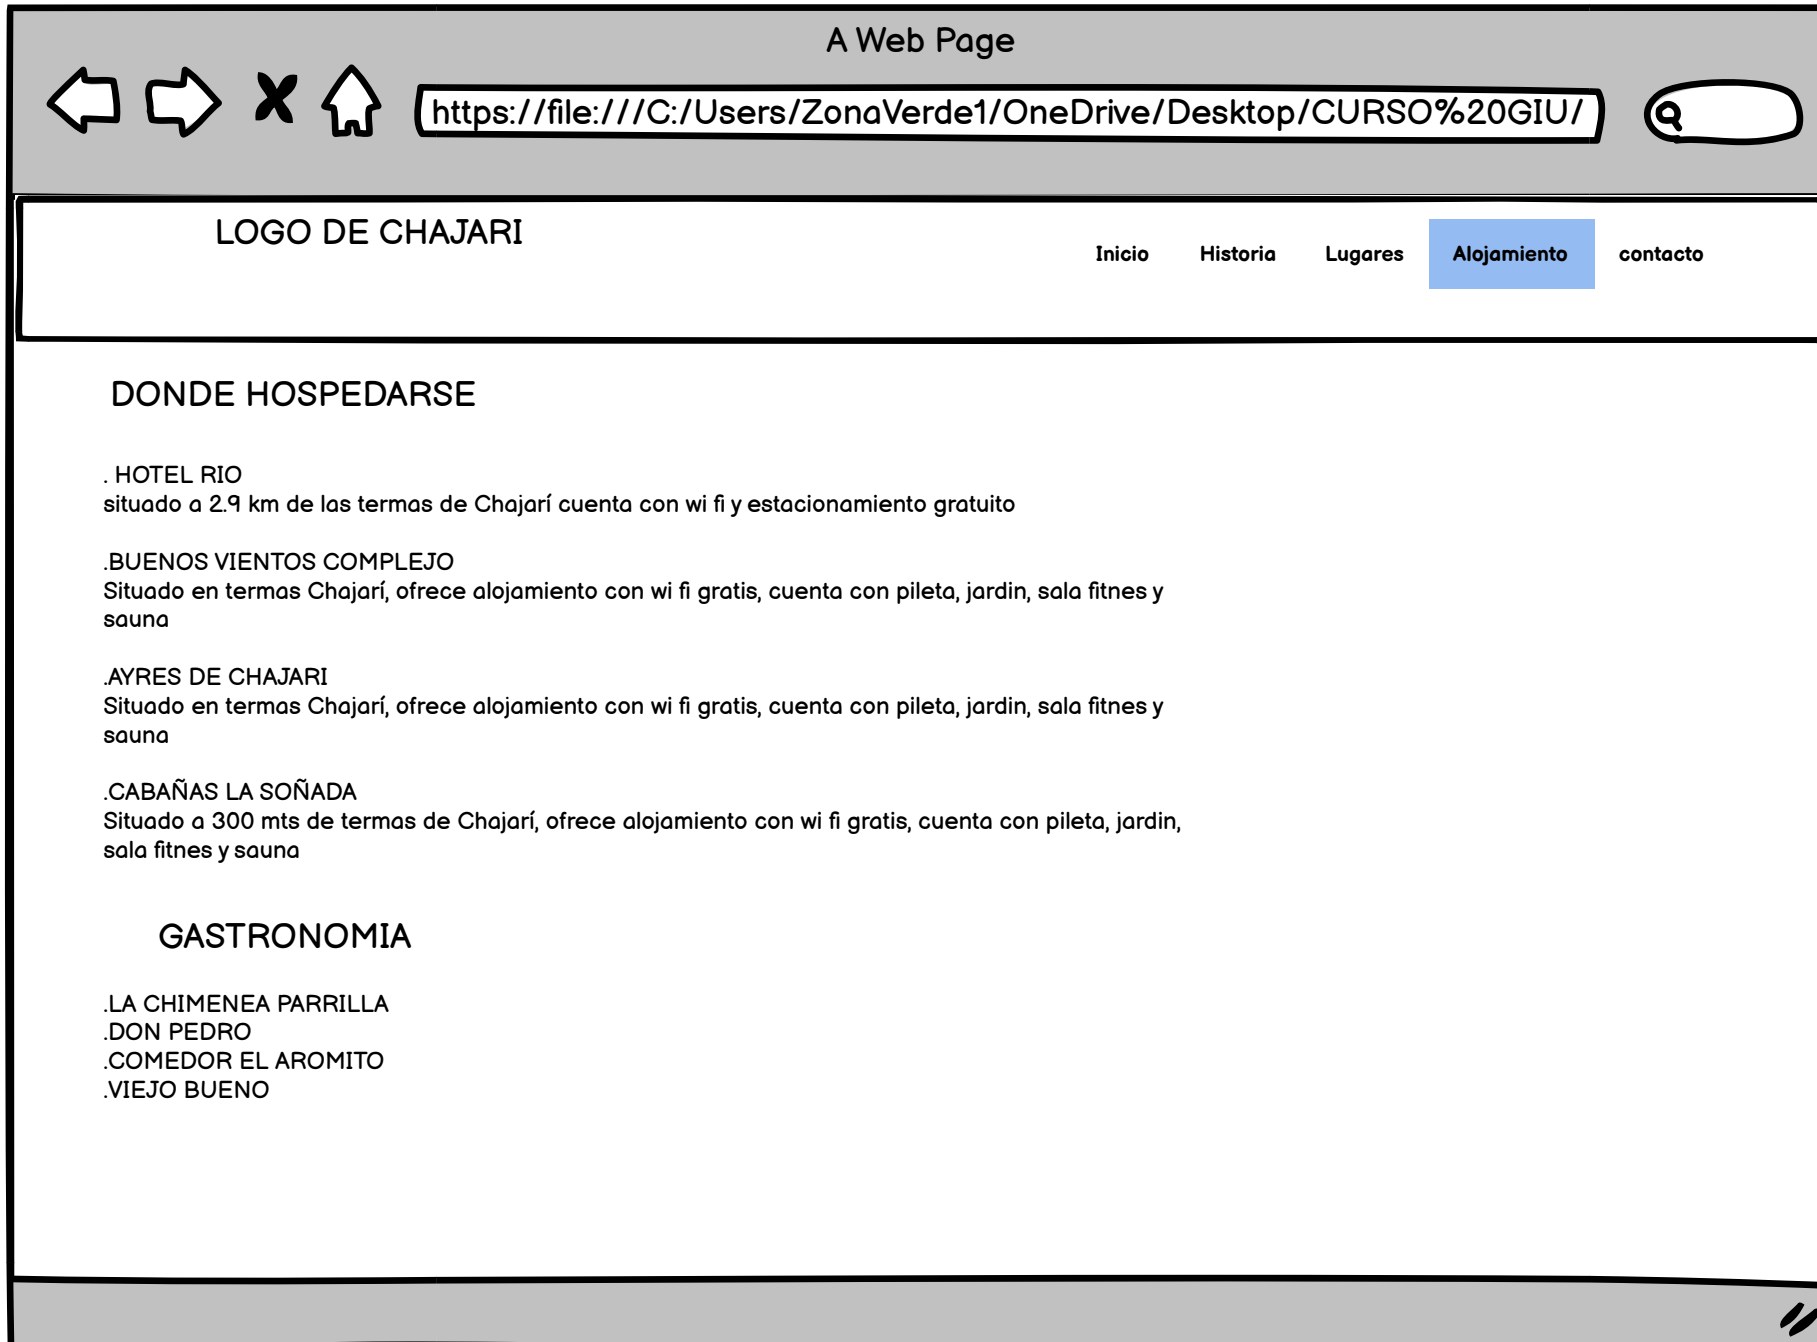 A Web Page
https://file:///C:/Users/ZonaVerde1/OneDrive/Desktop/CURSO%20GIU/
LOGO DE CHAJARI
Inicio Historia Lugares Alojamiento contacto
DONDE HOSPEDARSE
. HOTEL RIO
situado a 2.9 km de las termas de Chajarí cuenta con wi fi y estacionamiento gratuito
.BUENOS VIENTOS COMPLEJO
Situado en termas Chajarí, ofrece alojamiento con wi fi gratis, cuenta con pileta, jardin, sala fitnes y
sauna
.AYRES DE CHAJARI
Situado en termas Chajarí, ofrece alojamiento con wi fi gratis, cuenta con pileta, jardin, sala fitnes y
sauna
.CABAÑAS LA SOÑADA
Situado a 300 mts de termas de Chajarí, ofrece alojamiento con wi fi gratis, cuenta con pileta, jardin,
sala fitnes y sauna
GASTRONOMIA
.LA CHIMENEA PARRILLA
.DON PEDRO
.COMEDOR EL AROMITO
.VIEJO BUENO